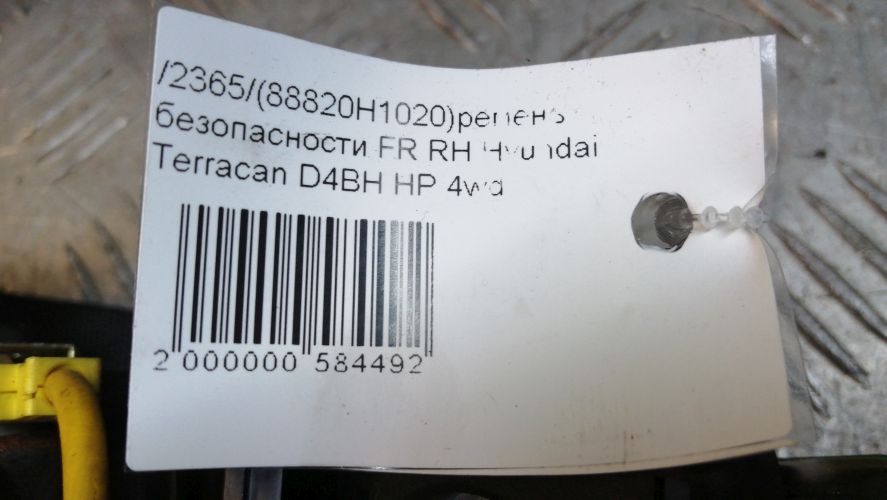 /2365/(88820H1020)ремень
безопасности FR RH Hyundai
Terracan D4BH HP 4wd
2 000000 584492